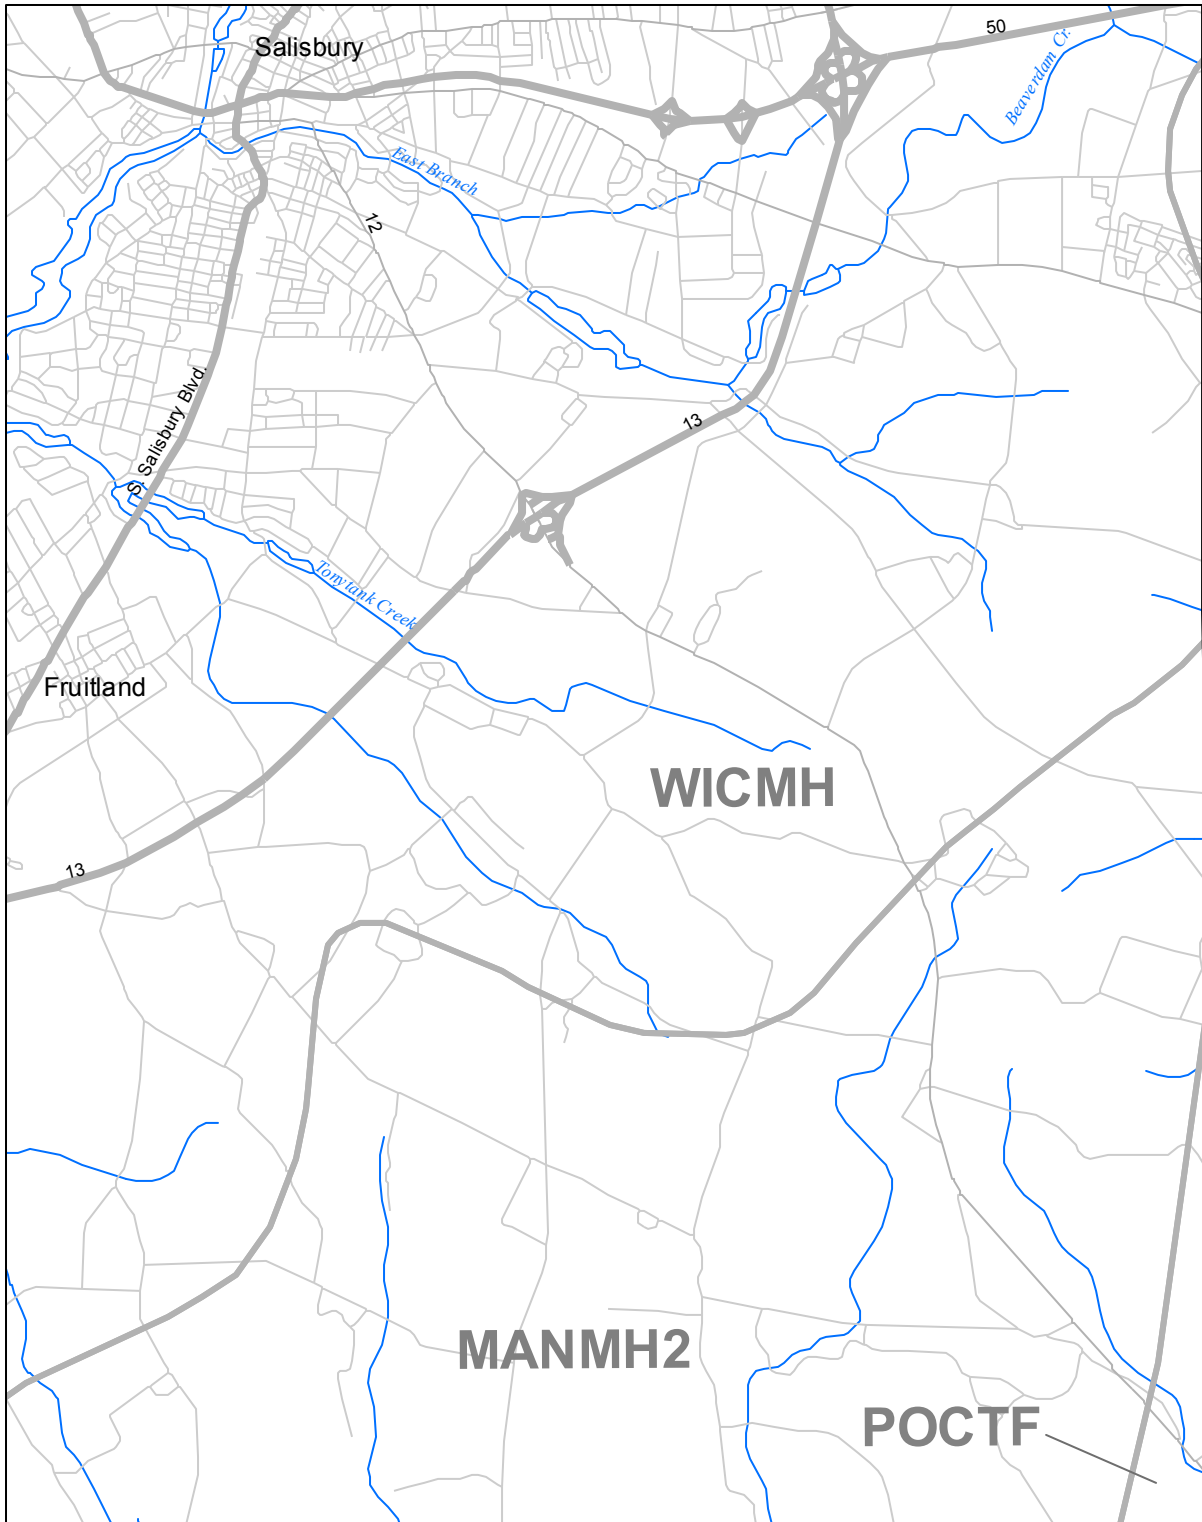 50
Salisbury
Beaverdam Cr.
East Branch
12
S. Salisbury Blvd.
13
Tonytank Creek
Fruitland
WICMH
13
MANMH2
POCTF